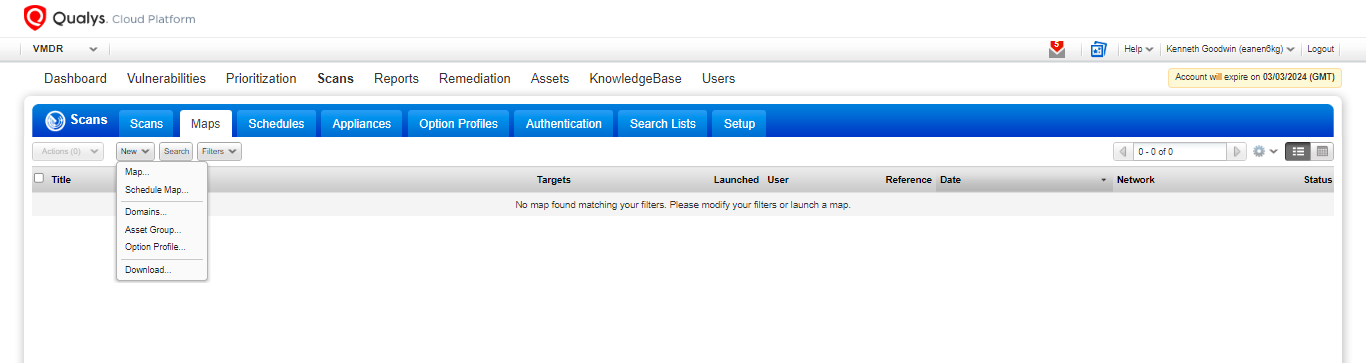 Qualys. Cloud Platform
VMDR
5
Help
Kenneth Goodwin (eanen6kg)
Logout
Dashboard Vulnerabilities Prioritization Scans Reports Remediation Assets KnowledgeBase Users
Account will expire on 03/03/2024 (GMT)
Scans
Scans Maps Schedules Appliances Option Profiles Authentication Search Lists Setup
Actions (0) New Search Filters 0 - 0 of 0
Title Targets Launched User Reference Date Network Status
No map found matching your filters. Please modify your filters or launch a map.
Map...
Schedule Map...
Domains...
Asset Group...
Option Profile...
Download...